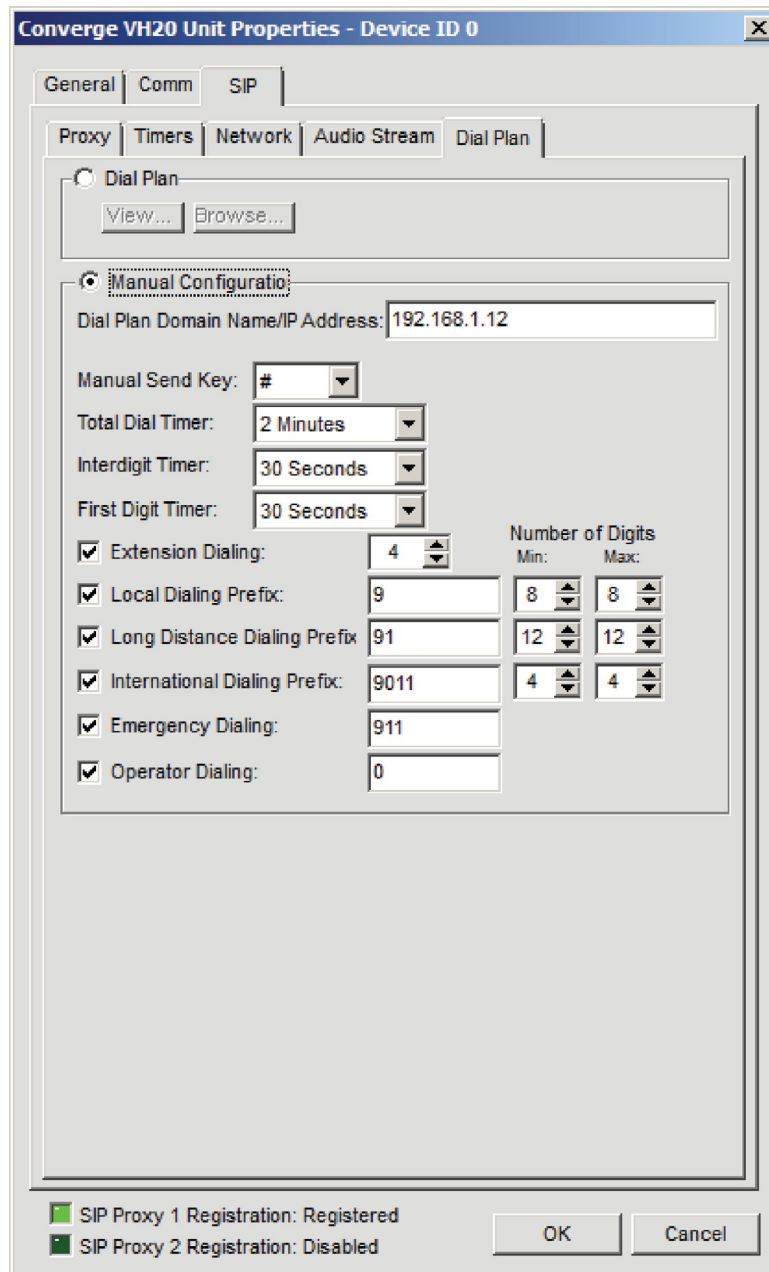 Converge VH20 Unit Properties - Device ID 0
General Comm SIP
Proxy Timers Network Audio Stream Dial Plan
Dial Plan
View... Browse...
Manual Configuratio
Dial Plan Domain Name/IP Address: 192.168.1.12
Manual Send Key: #
Total Dial Timer: 2 Minutes
Interdigit Timer: 30 Seconds
First Digit Timer: 30 Seconds
Number of Digits
Min: Max:
Extension Dialing: 4
Local Dialing Prefix: 9 8 8
Long Distance Dialing Prefix 91 12 12
International Dialing Prefix: 9011 4 4
Emergency Dialing: 911
Operator Dialing: 0
SIP Proxy 1 Registration: Registered
SIP Proxy 2 Registration: Disabled
OK Cancel